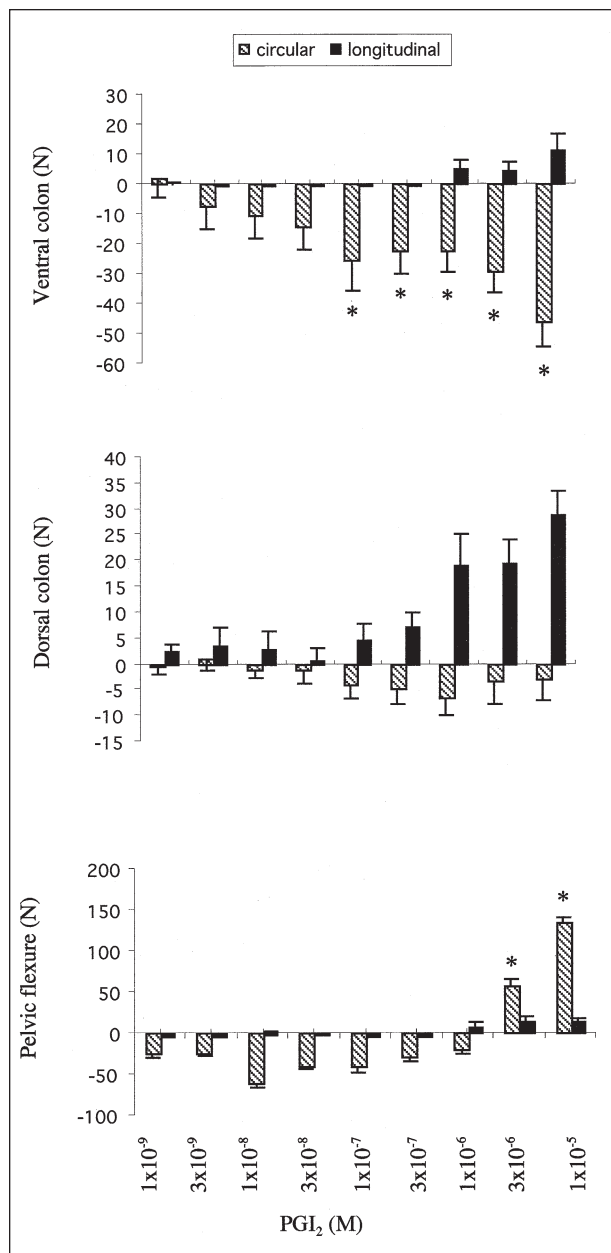 circular longitudinal
Ventral colon (N)
30
20
10
0
-10
-20
-30
-40
-50
-60
* * * * *
Dorsal colon (N)
40
35
30
25
20
15
10
5
0
-5
-10
-15
Pelvic flexure (N)
200
150
100
50
0
-50
-100
* *
1x10⁻⁹
3x10⁻⁹
1x10⁻⁸
3x10⁻⁸
1x10⁻⁷
3x10⁻⁷
1x10⁻⁶
3x10⁻⁶
1x10⁻⁵
PGI₂ (M)